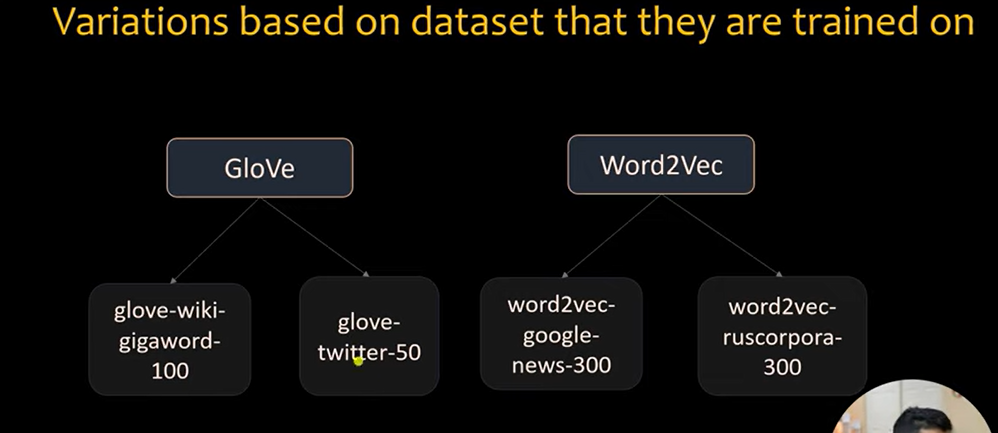 Variations based on dataset that they are trained on
GloVe
Word2Vec
glove-wiki-
gigaword-
100
glove-
twitter-50
word2vec-
google-
news-300
word2vec-
ruscorpora-
300